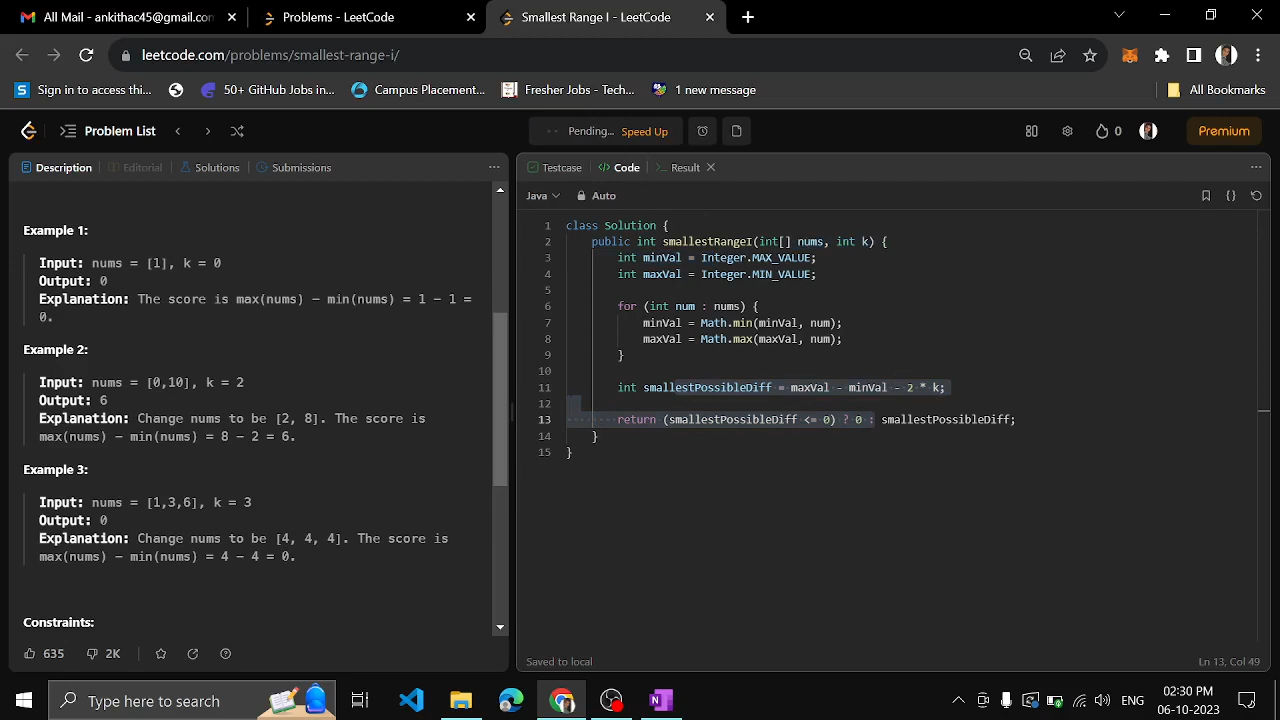 All Mail - ankithac45@gmail.com
Problems - LeetCode
Smallest Range I - LeetCode
leetcode.com/problems/smallest-range-i/
Sign in to access thi...
50+ GitHub Jobs in...
Campus Placement...
Fresher Jobs - Tech...
1 new message
All Bookmarks
Problem List
Pending... Speed Up
0
Premium
Description
Editorial
Solutions
Submissions
Testcase
Code
Result
Java
Auto
Example 1:
Input: nums = [1], k = 0
Output: 0
Explanation: The score is max(nums) - min(nums) = 1 - 1 =
0.
Example 2:
Input: nums = [0,10], k = 2
Output: 6
Explanation: Change nums to be [2, 8]. The score is
max(nums) - min(nums) = 8 - 2 = 6.
Example 3:
Input: nums = [1,3,6], k = 3
Output: 0
Explanation: Change nums to be [4, 4, 4]. The score is
max(nums) - min(nums) = 4 - 4 = 0.
Constraints:
635
2K
1 class Solution {
2 public int smallestRangeI(int[] nums, int k) {
3 int minVal = Integer.MAX_VALUE;
4 int maxVal = Integer.MIN_VALUE;
5
6 for (int num : nums) {
7 minVal = Math.min(minVal, num);
8 maxVal = Math.max(maxVal, num);
9 }
10
11 int smallestPossibleDiff = maxVal - minVal - 2 * k;
12
13 return (smallestPossibleDiff <= 0) ? 0 : smallestPossibleDiff;
14 }
15 }
Saved to local
Ln 13, Col 49
Type here to search
ENG
02:30 PM
06-10-2023